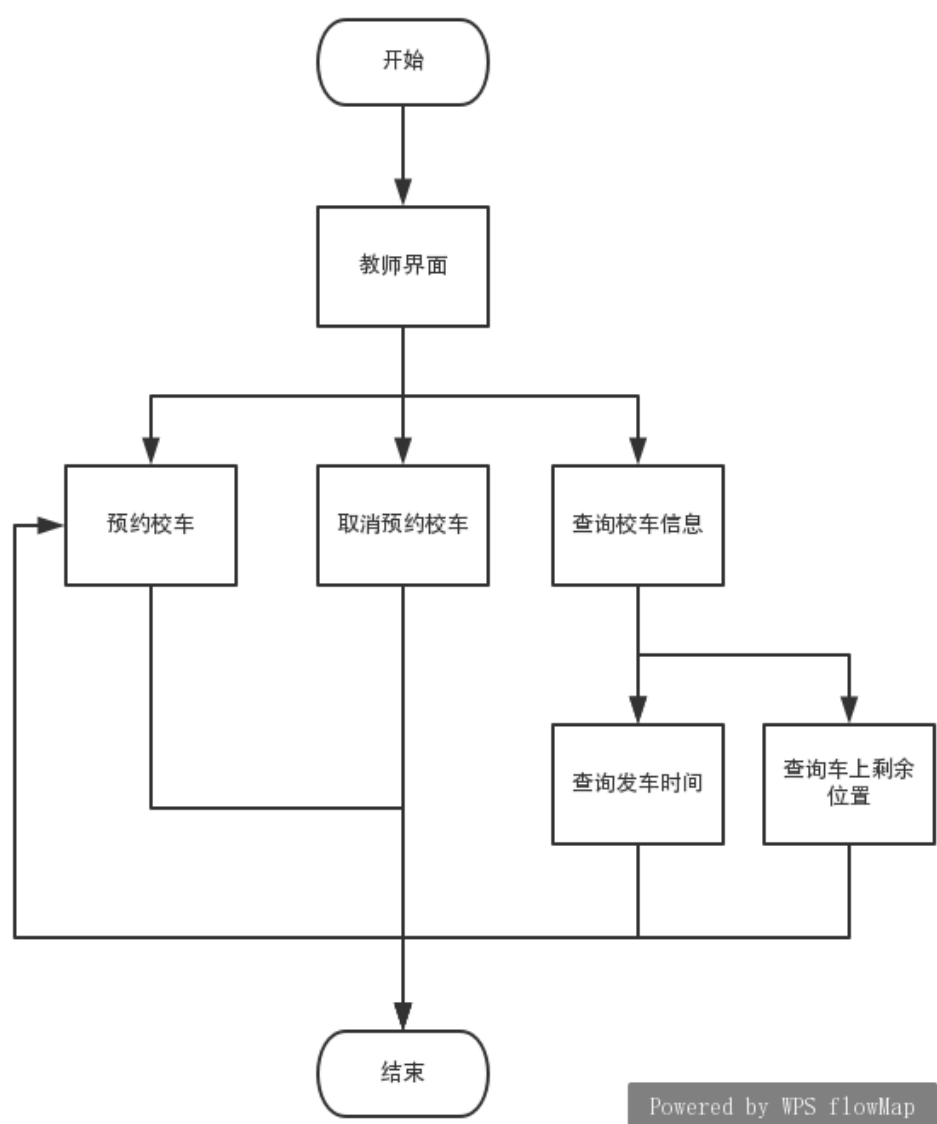 开始
教师界面
预约校车
取消预约校车
查询校车信息
查询发车时间
查询车上剩余
位置
结束
Powered by WPS flowMap